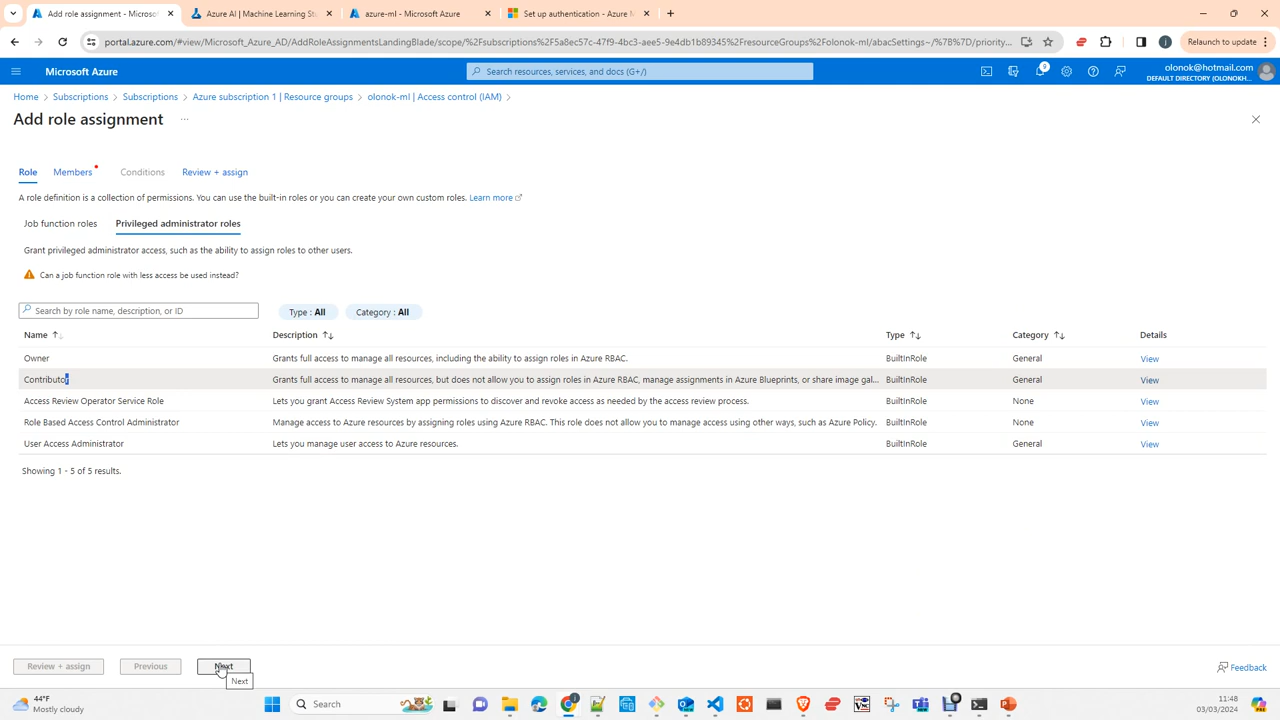 Add role assignment - Microso
Azure AI | Machine Learning Stu
azure-ml - Microsoft Azure
Set up authentication - Azure M
portal.azure.com/#view/Microsoft_Azure_AD/AddRoleAssignmentsLandingBlade/scope/%2Fsubscriptions%2F5a8ec57c-47f9-4bc3-aee5-9e4db1b89345%2FresourceGroups%2Folonok-ml/abacSettings~/%7B%7D/priority...
Relaunch to update
Microsoft Azure
Search resources, services, and docs (G+/)
9
olonok@hotmail.com
DEFAULT DIRECTORY (OLONOKH...
Home > Subscriptions > Subscriptions > Azure subscription 1 | Resource groups > olonok-ml | Access control (IAM) >
Add role assignment ...
Role Members Conditions Review + assign
A role definition is a collection of permissions. You can use the built-in roles or you can create your own custom roles. Learn more
Job function roles Privileged administrator roles
Grant privileged administrator access, such as the ability to assign roles to other users.
Can a job function role with less access be used instead?
Search by role name, description, or ID
Type : All
Category : All
Name ↑↓ Description ↑↓ Type ↑↓ Category ↑↓ Details
Owner Grants full access to manage all resources, including the ability to assign roles in Azure RBAC. BuiltInRole General View
Contributor Grants full access to manage all resources, but does not allow you to assign roles in Azure RBAC, manage assignments in Azure Blueprints, or share image gal... BuiltInRole General View
Access Review Operator Service Role Lets you grant Access Review System app permissions to discover and revoke access as needed by the access review process. BuiltInRole None View
Role Based Access Control Administrator Manage access to Azure resources by assigning roles using Azure RBAC. This role does not allow you to manage access using other ways, such as Azure Policy. BuiltInRole None View
User Access Administrator Lets you manage user access to Azure resources. BuiltInRole General View
Showing 1 - 5 of 5 results.
Review + assign
Previous
Next
Feedback
Next
44°F
Mostly cloudy
Search
11:48
03/03/2024